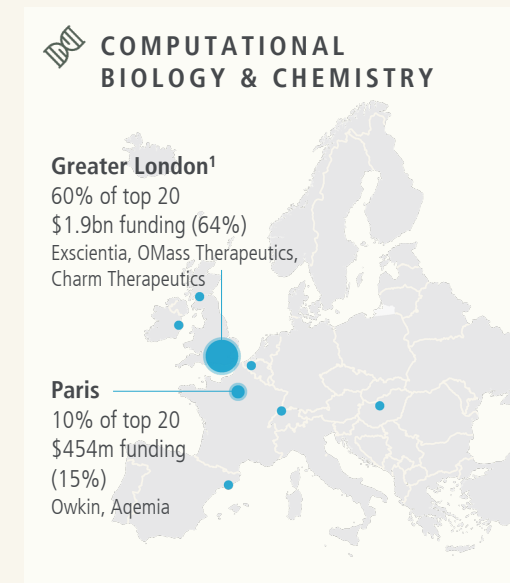 COMPUTATIONAL
BIOLOGY & CHEMISTRY
Greater London¹
60% of top 20
$1.9bn funding (64%)
Exscientia, OMass Therapeutics,
Charm Therapeutics
Paris
10% of top 20
$454m funding
(15%)
Owkin, Aqemia